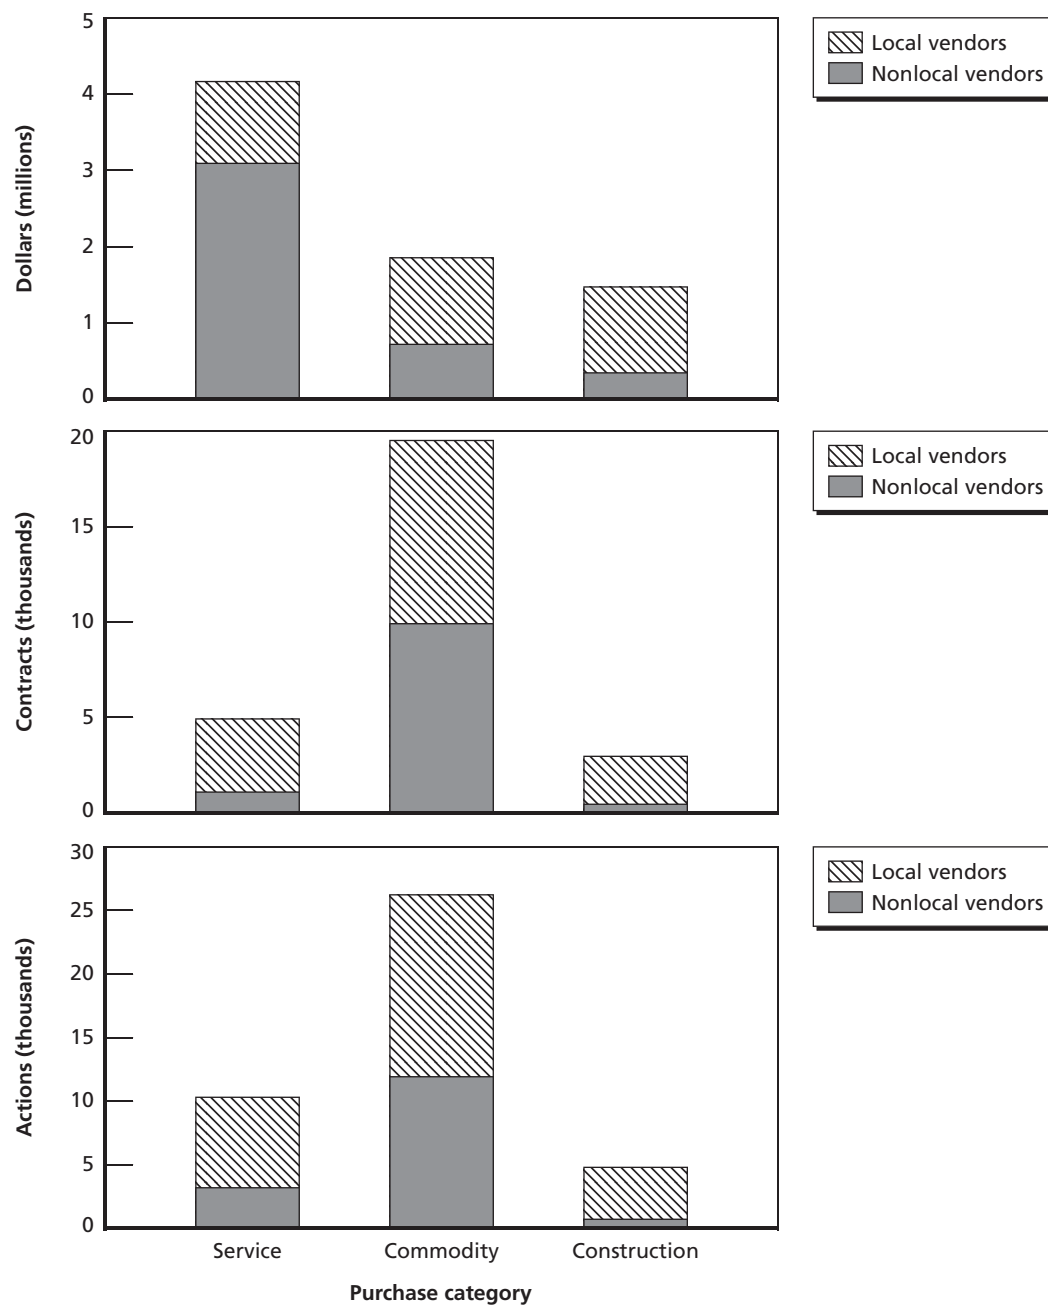 Dollars (millions)
5
4
3
2
1
0
Local vendors
Nonlocal vendors
Contracts (thousands)
20
15
10
5
0
Local vendors
Nonlocal vendors
Actions (thousands)
30
25
20
15
10
5
0
Local vendors
Nonlocal vendors
Service Commodity Construction
Purchase category